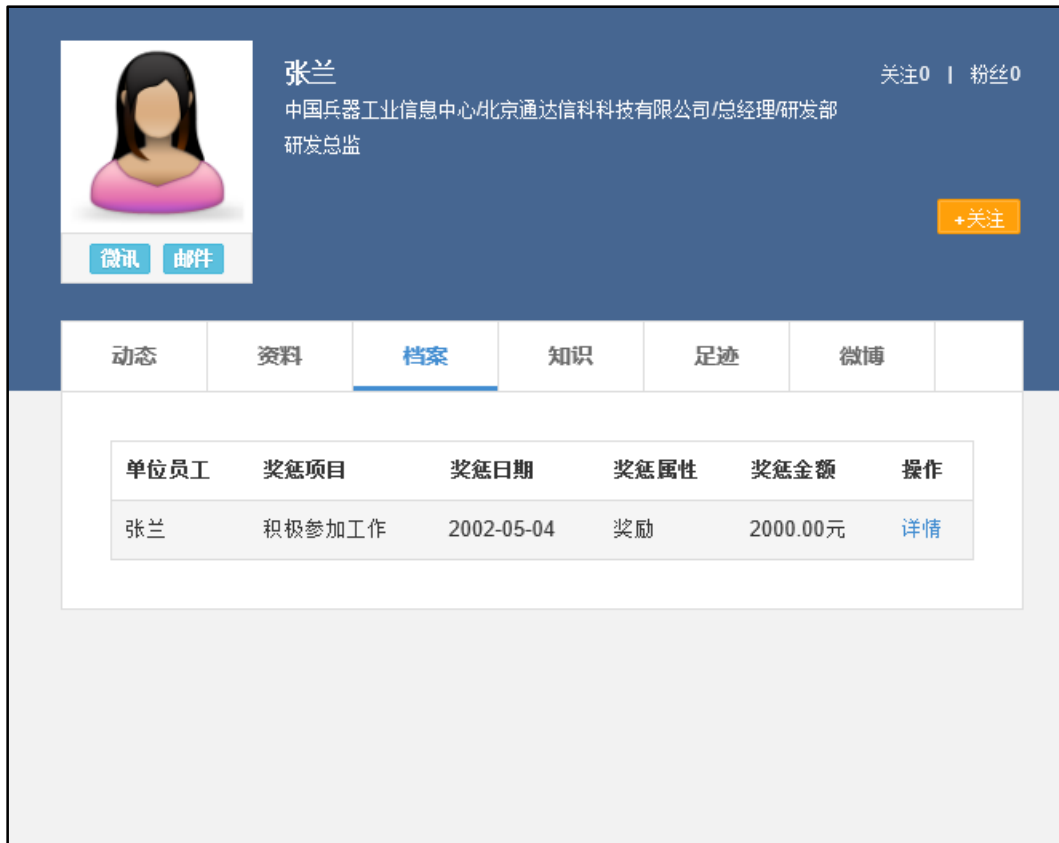 张兰
关注0 | 粉丝0
中国兵器工业信息中心/北京通达信科科技有限公司/总经理/研发部
研发总监
+关注
微讯 邮件
动态 资料 档案 知识 足迹 微博
单位员工 奖惩项目 奖惩日期 奖惩属性 奖惩金额 操作
张兰 积极参加工作 2002-05-04 奖励 2000.00元 详情